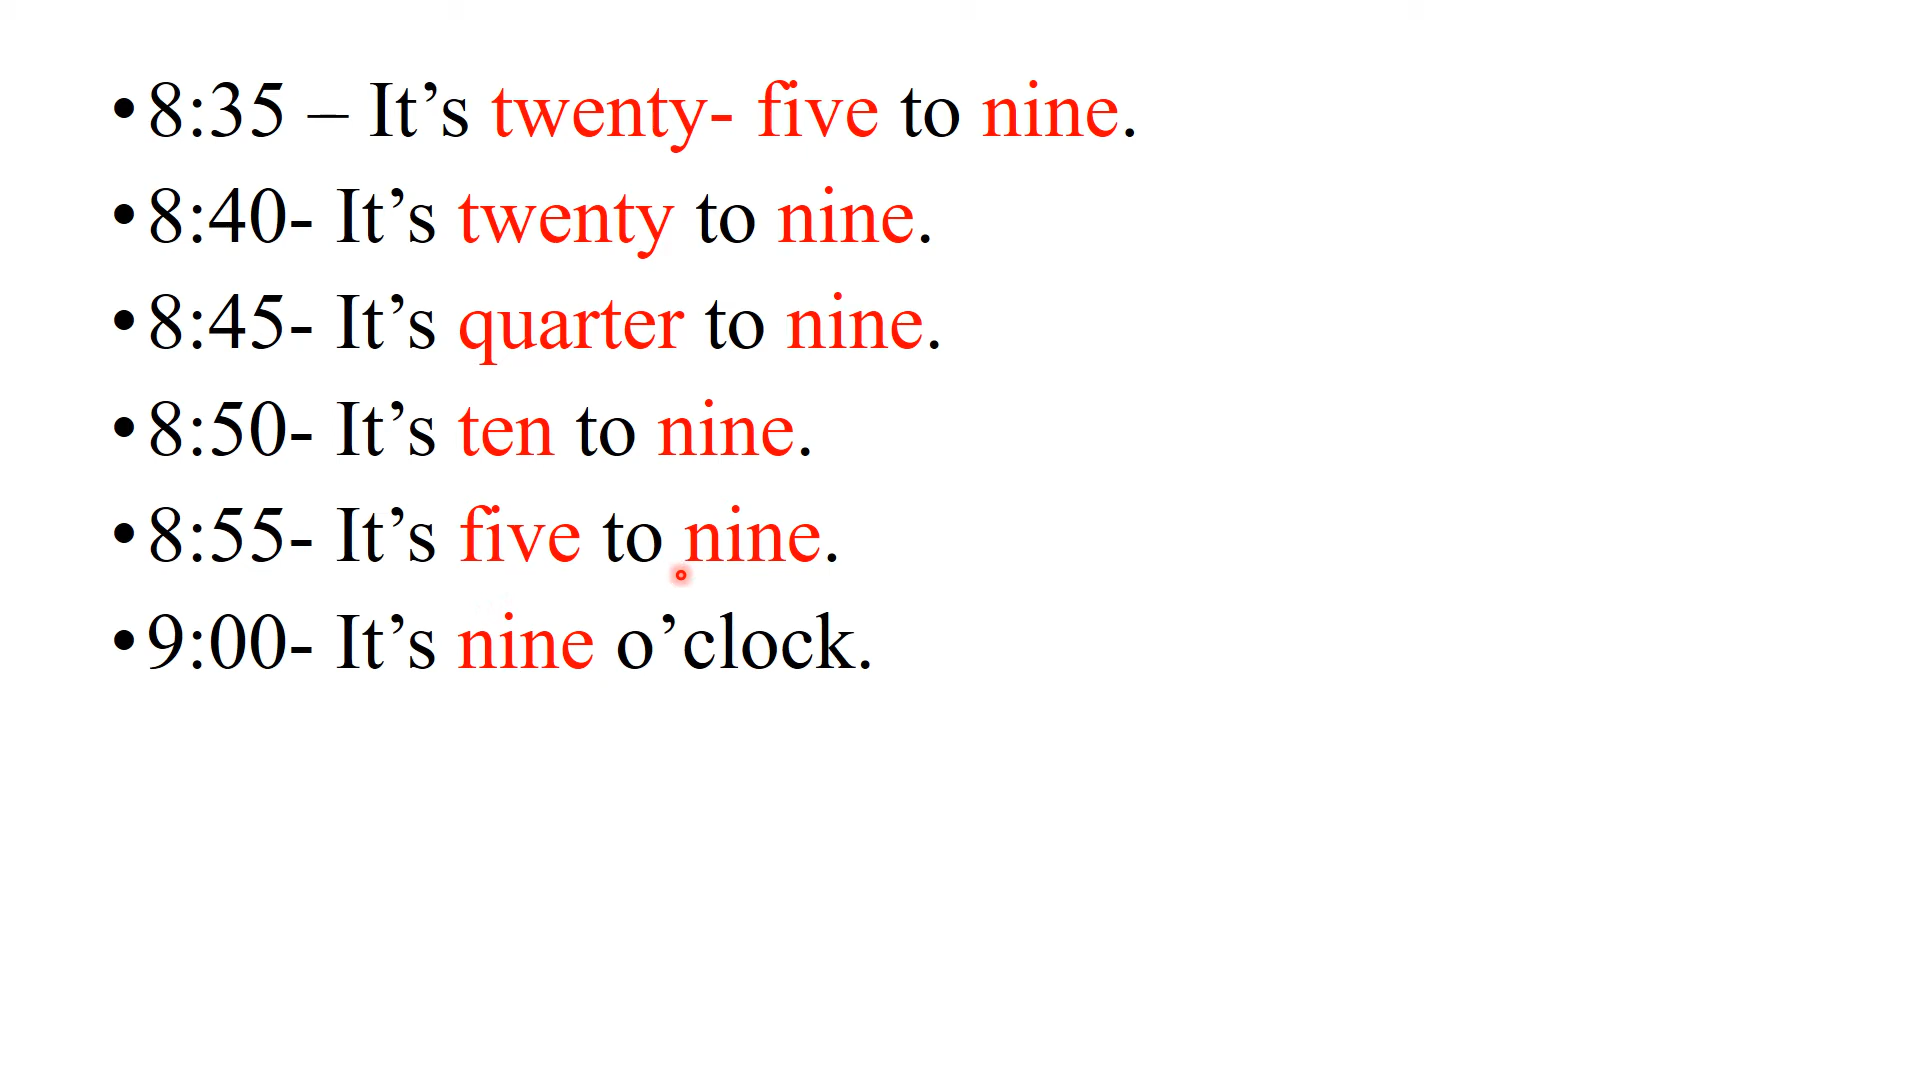 •8:35 – It’s twenty- five to nine.
•8:40- It’s twenty to nine.
•8:45- It’s quarter to nine.
•8:50- It’s ten to nine.
•8:55- It’s five to nine.
•9:00- It’s nine o’clock.